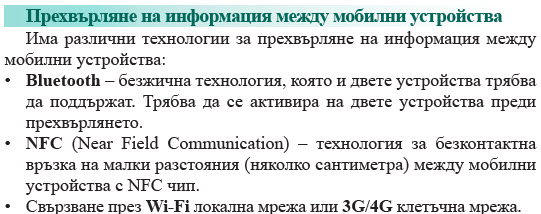 Прехвърляне на информация между мобилни устройства
Има различни технологии за прехвърляне на информация между
мобилни устройства:
• Bluetooth – безжична технология, която и двете устройства трябва
да поддържат. Трябва да се активира на двете устройства преди
прехвърлянето.
• NFC (Near Field Communication) – технология за безконтактна
връзка на малки разстояния (няколко сантиметра) между мобилни
устройства с NFC чип.
• Свързване през Wi-Fi локална мрежа или 3G/4G клетъчна мрежа.